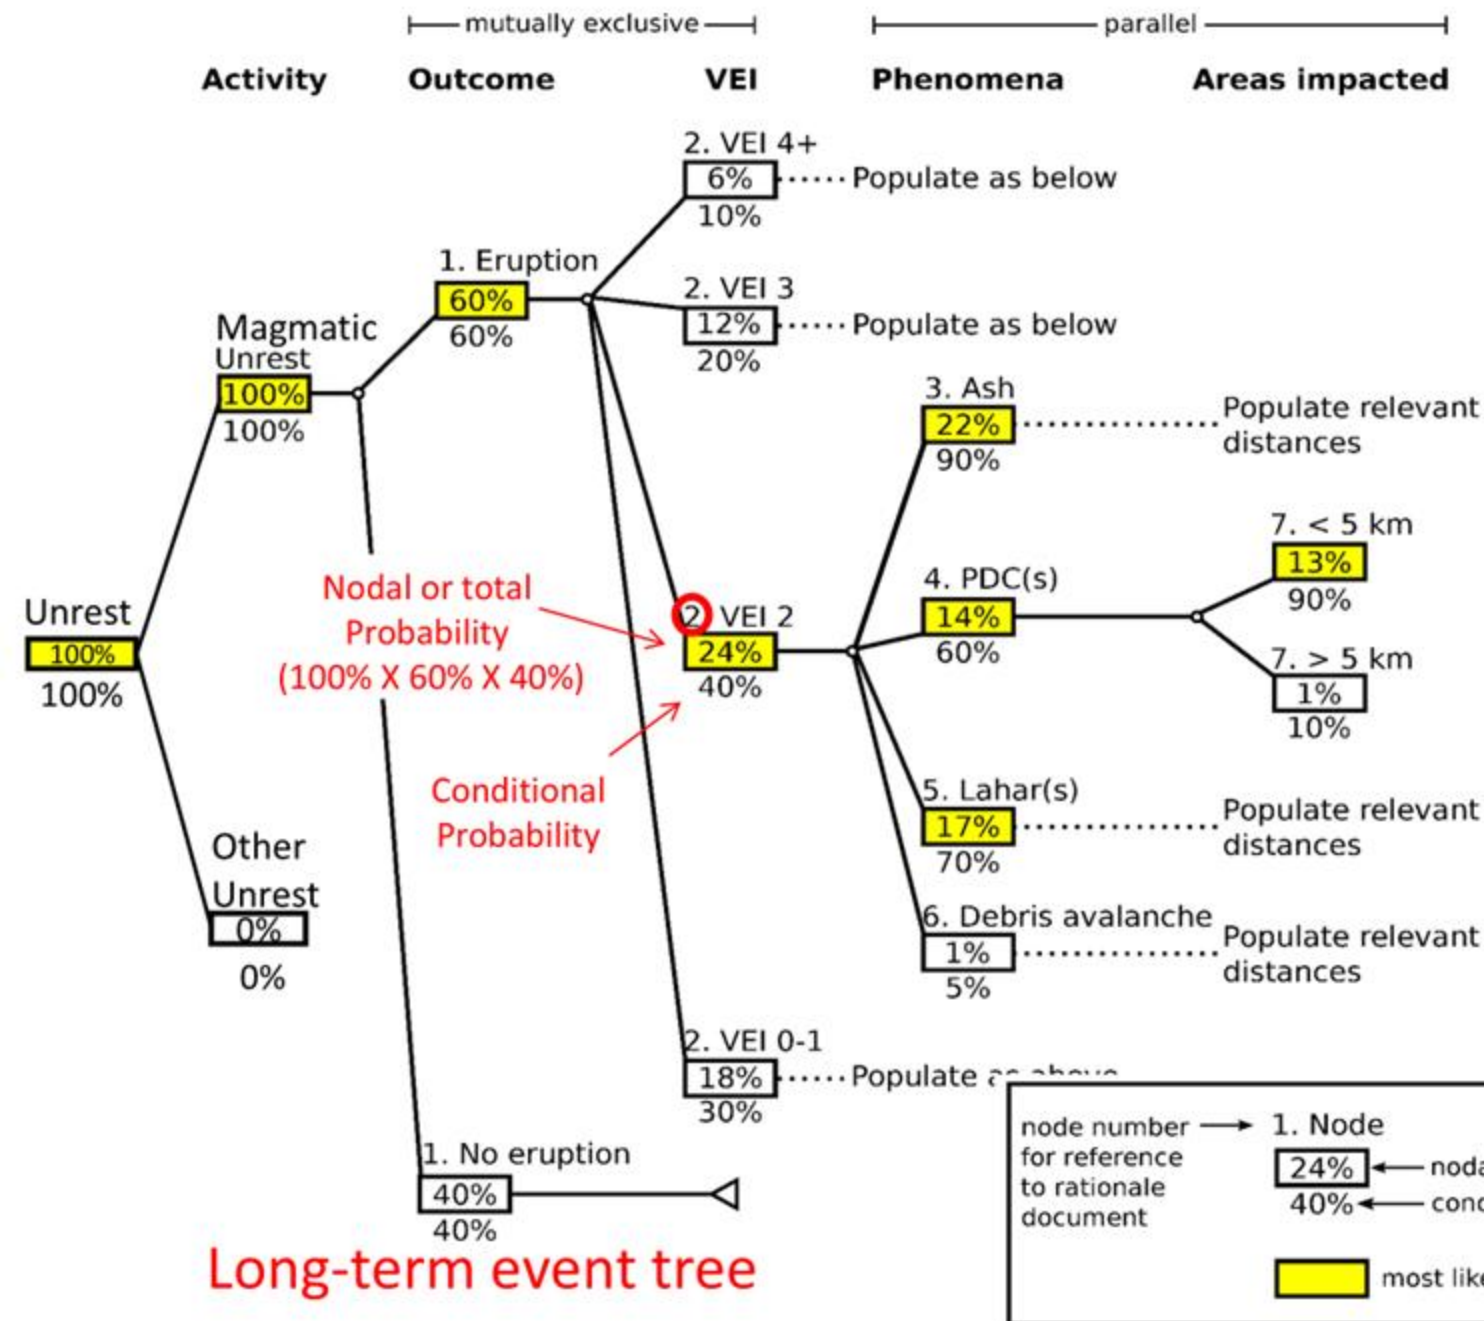 mutually exclusive
parallel
Activity
Outcome
VEI
Phenomena
Areas impacted
2. VEI 4+
6%
Populate as below
10%
1. Eruption
60%
60%
2. VEI 3
12%
Populate as below
20%
Magmatic
Unrest
100%
100%
3. Ash
22%
90%
Populate relevant
distances
7. < 5 km
13%
90%
4. PDC(s)
14%
60%
Nodal or total
Probability
(100% X 60% X 40%)
Unrest
100%
100%
2. VEI 2
24%
40%
7. > 5 km
1%
10%
Conditional
Probability
5. Lahar(s)
17%
70%
Populate relevant
distances
Other
Unrest
0%
0%
6. Debris avalanche
1%
5%
Populate relevant
distances
2. VEI 0-1
18%
Populate as above
30%
1. No eruption
40%
40%
Long-term event tree
node number
for reference
to rationale
document
1. Node
24%
40%
most